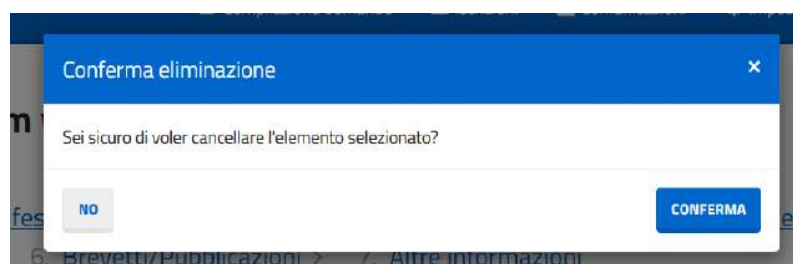 Conferma eliminazione ×
Sei sicuro di voler cancellare l'elemento selezionato?
NO
CONFERMA
6. Brevetti/Pubblicazioni > 7. Altre informazioni